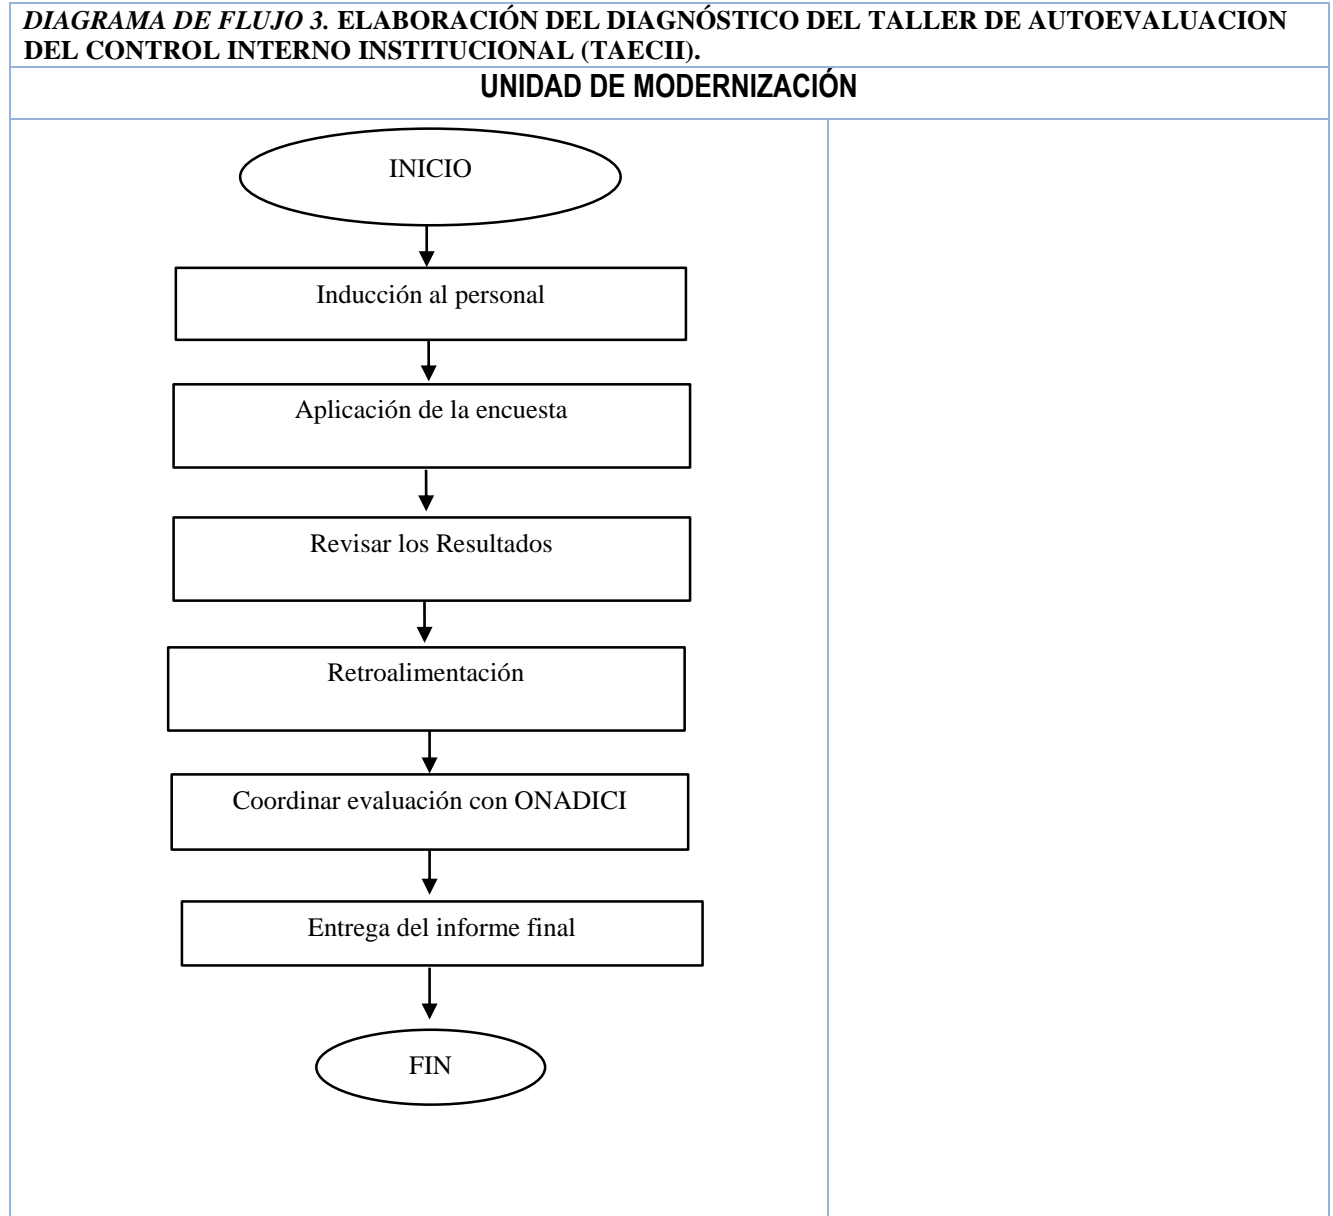 DIAGRAMA DE FLUJO 3. ELABORACIÓN DEL DIAGNÓSTICO DEL TALLER DE AUTOEVALUACION
DEL CONTROL INTERNO INSTITUCIONAL (TAECII).
UNIDAD DE MODERNIZACIÓN
INICIO
Inducción al personal
Aplicación de la encuesta
Revisar los Resultados
Retroalimentación
Coordinar evaluación con ONADICI
Entrega del informe final
FIN